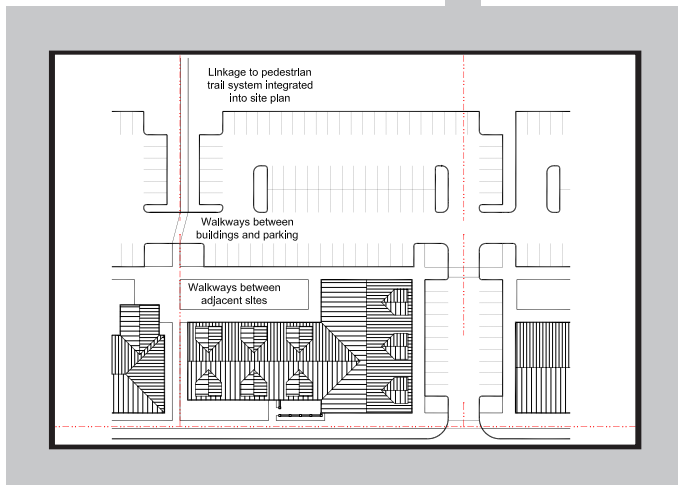 Linkage to pedestrian
trail system integrated
into site plan
Walkways between
buildings and parking
Walkways between
adjacent sites